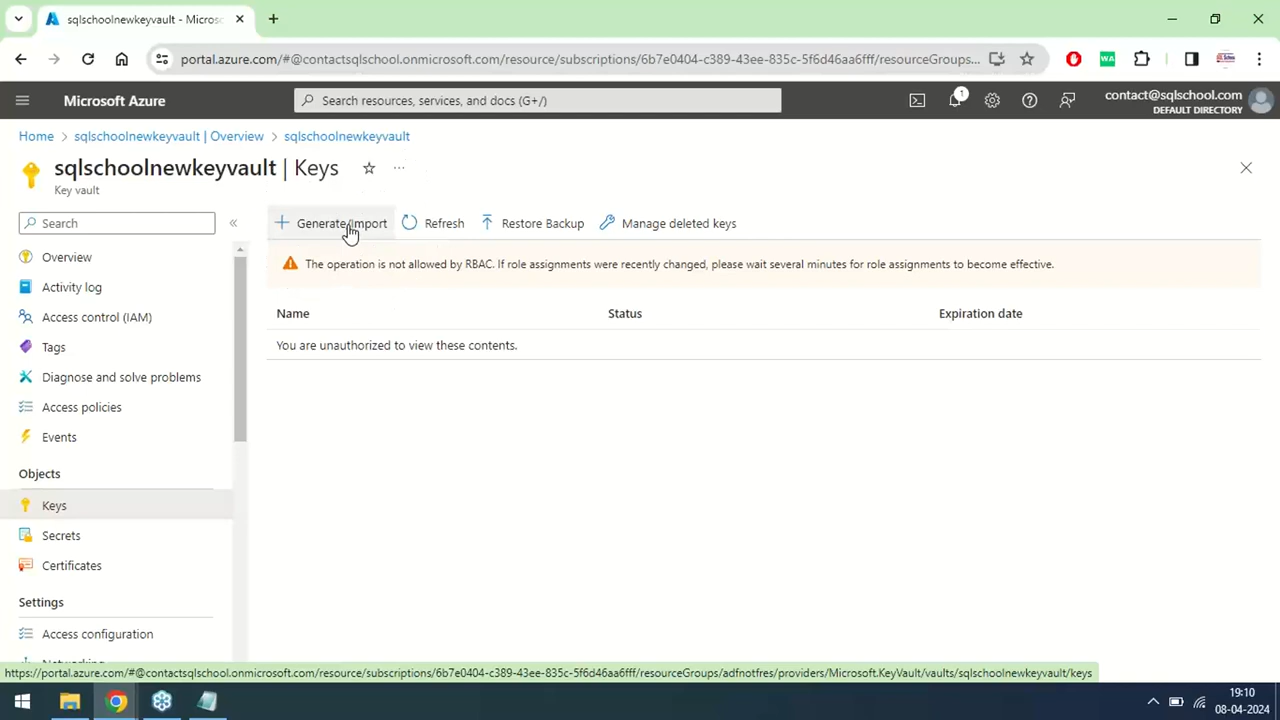 sqlschoolnewkeyvault - Micros
portal.azure.com/#@contactsqlschool.onmicrosoft.com/resource/subscriptions/6b7e0404-c389-43ee-835c-5f6d46aa6fff/resourceGroups...
Microsoft Azure
Search resources, services, and docs (G+/)
1
contact@sqlschool.com
DEFAULT DIRECTORY
Home > sqlschoolnewkeyvault | Overview > sqlschoolnewkeyvault
sqlschoolnewkeyvault | Keys
Key vault
Search
Generate/Import
Refresh
Restore Backup
Manage deleted keys
Overview
The operation is not allowed by RBAC. If role assignments were recently changed, please wait several minutes for role assignments to become effective.
Activity log
Name Status Expiration date
Access control (IAM)
You are unauthorized to view these contents.
Tags
Diagnose and solve problems
Access policies
Events
Objects
Keys
Secrets
Certificates
Settings
Access configuration
Networking
https://portal.azure.com/#@contactsqlschool.onmicrosoft.com/resource/subscriptions/6b7e0404-c389-43ee-835c-5f6d46aa6fff/resourceGroups/adfnotfres/providers/Microsoft.KeyVault/vaults/sqlschoolnewkeyvault/keys
19:10
08-04-2024